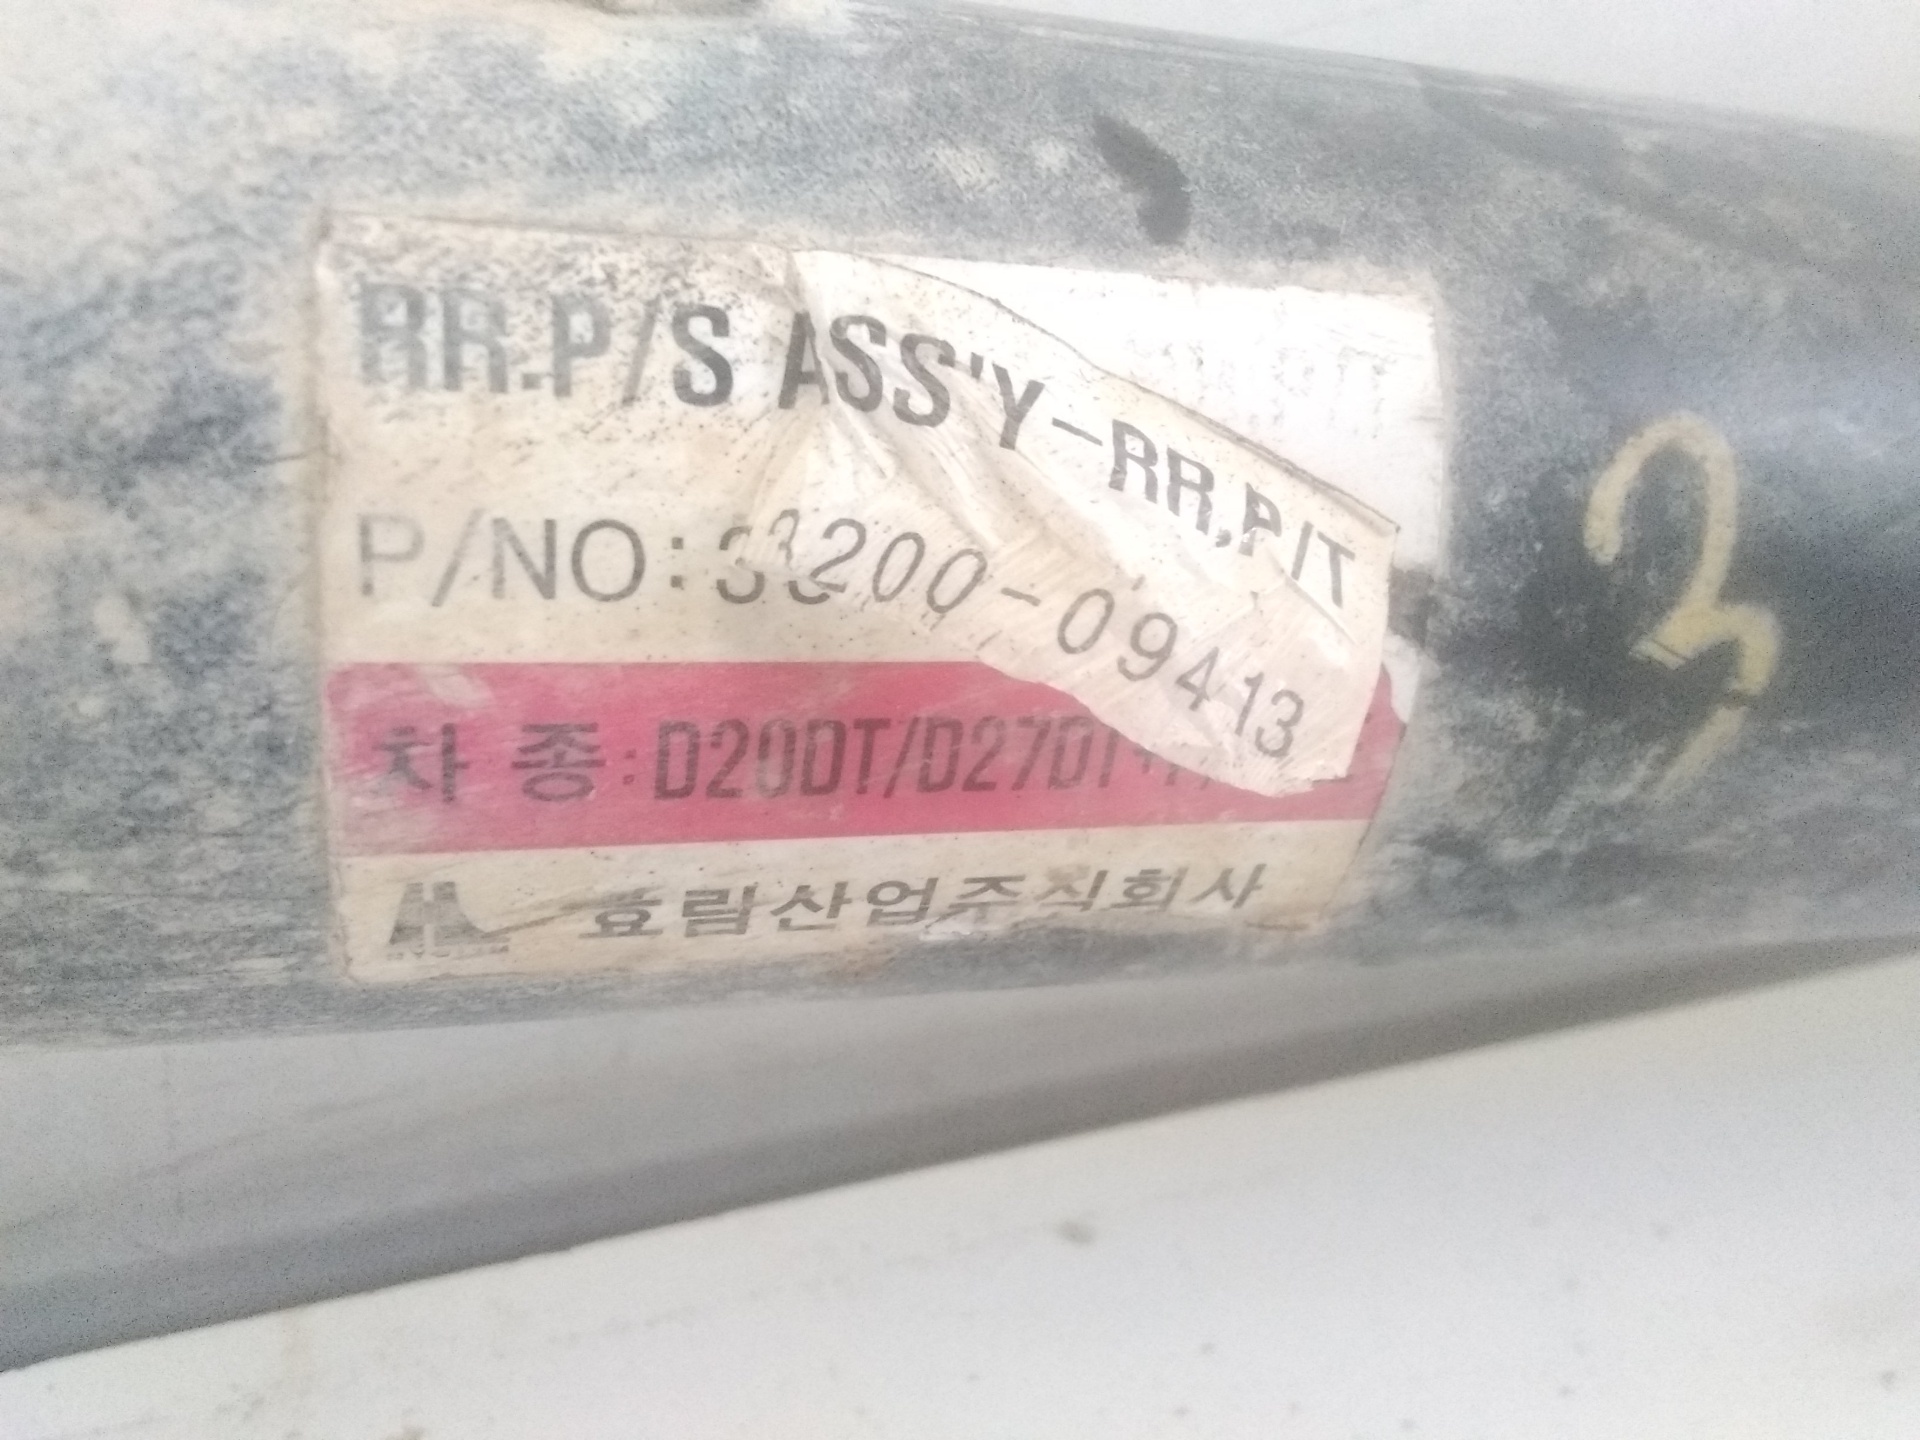 RR.P/S ASS'Y-RR,P/T
P/NO:33200-09413
차 종:D20DT/D27DT
효림산업주식회사
3